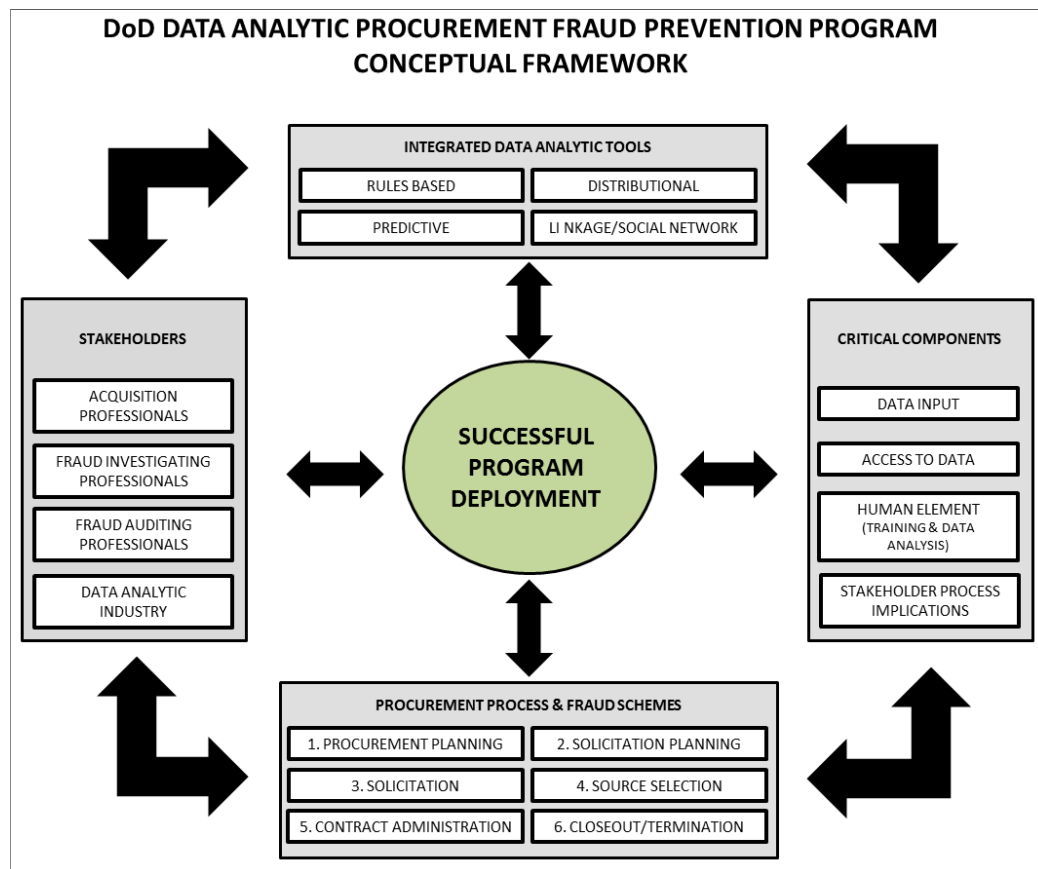 DoD DATA ANALYTIC PROCUREMENT FRAUD PREVENTION PROGRAM
CONCEPTUAL FRAMEWORK
INTEGRATED DATA ANALYTIC TOOLS
RULES BASED
DISTRIBUTIONAL
PREDICTIVE
LI NKAGE/SOCIAL NETWORK
STAKEHOLDERS
ACQUISITION
PROFESSIONALS
FRAUD INVESTIGATING
PROFESSIONALS
FRAUD AUDITING
PROFESSIONALS
DATA ANALYTIC
INDUSTRY
SUCCESSFUL
PROGRAM
DEPLOYMENT
CRITICAL COMPONENTS
DATA INPUT
ACCESS TO DATA
HUMAN ELEMENT
(TRAINING & DATA
ANALYSIS)
STAKEHOLDER PROCESS
IMPLICATIONS
PROCUREMENT PROCESS & FRAUD SCHEMES
1. PROCUREMENT PLANNING
2. SOLICITATION PLANNING
3. SOLICITATION
4. SOURCE SELECTION
5. CONTRACT ADMINISTRATION
6. CLOSEOUT/TERMINATION